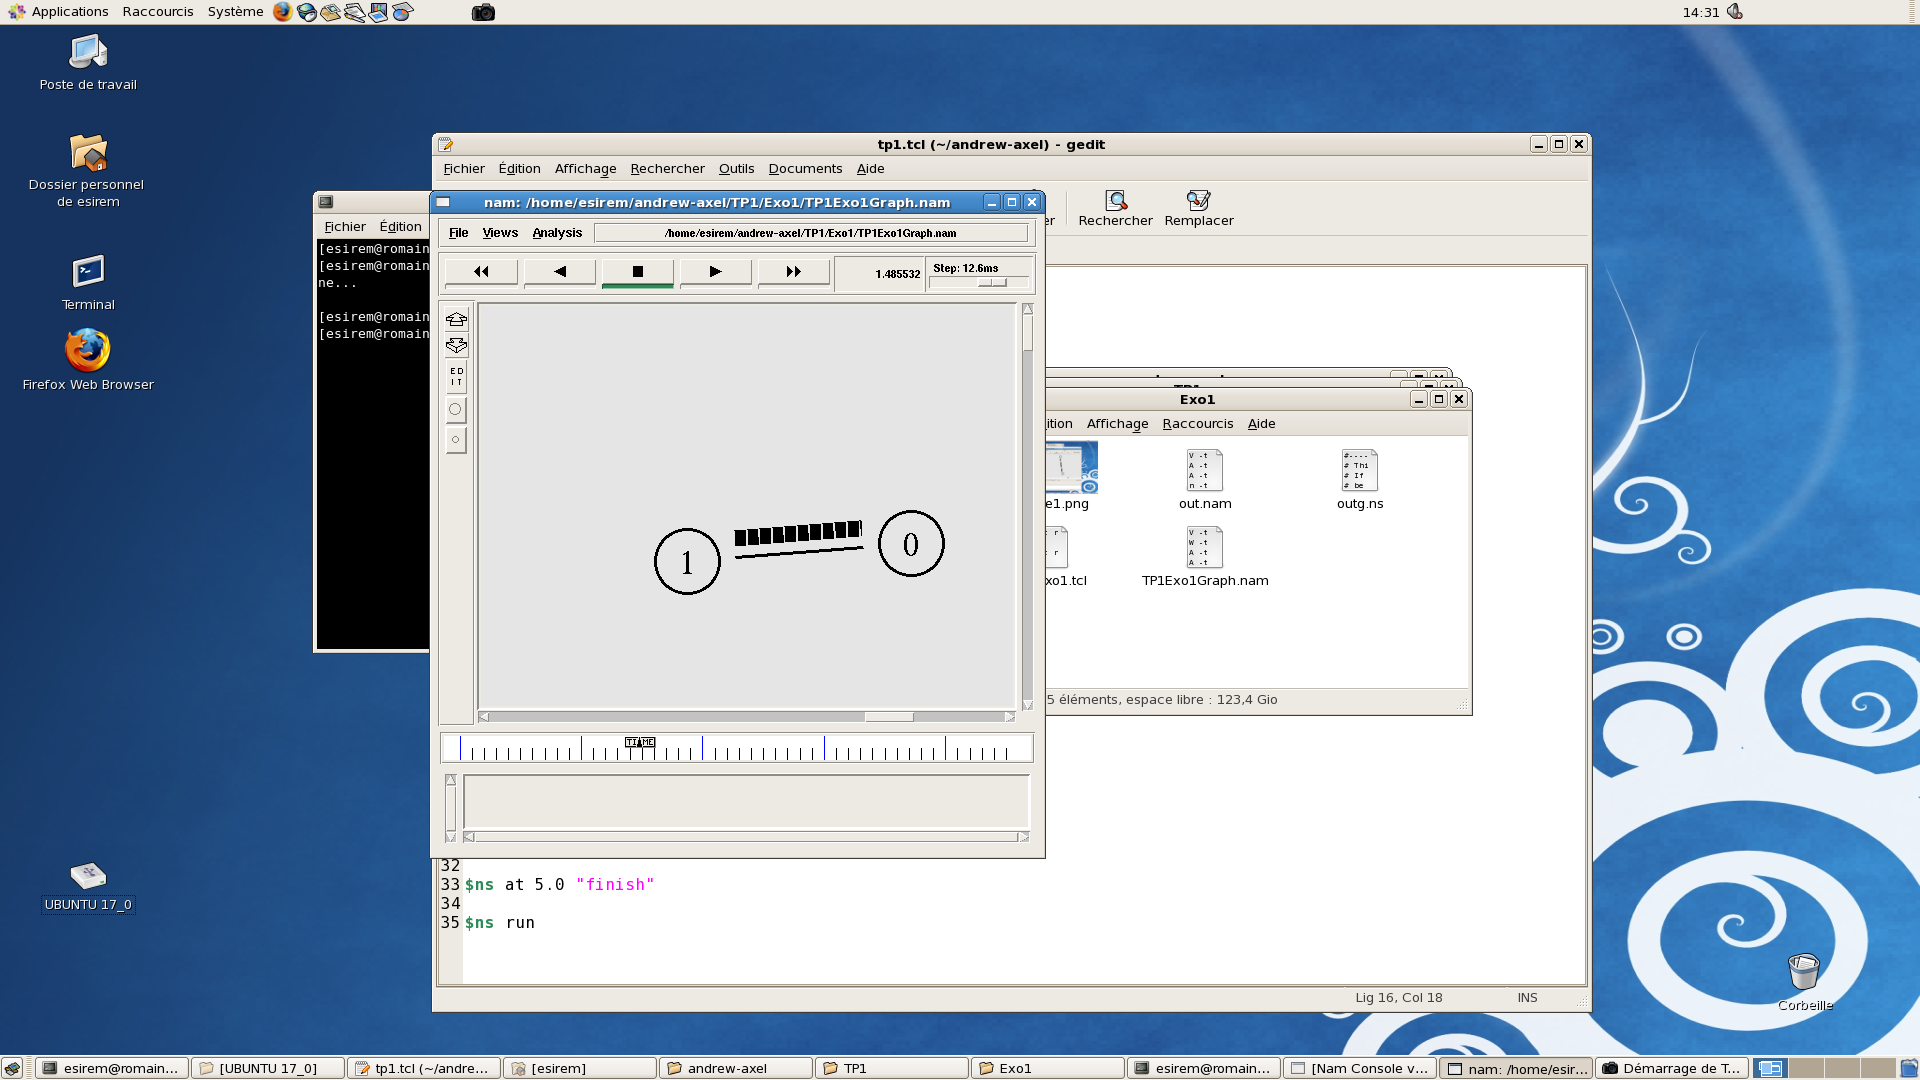 Applications Raccourcis Système
14:31
Poste de travail
Dossier personnel
de esirem
Terminal
Firefox Web Browser
UBUNTU 17_0
Corbeille
tp1.tcl (~/andrew-axel) - gedit
Fichier Édition Affichage Rechercher Outils Documents Aide
er Rechercher Remplacer
Fichier Édition
[esirem@romain
[esirem@romain
ne...
[esirem@romain
[esirem@romain
nam: /home/esirem/andrew-axel/TP1/Exo1/TP1Exo1Graph.nam
File Views Analysis /home/esirem/andrew-axel/TP1/Exo1/TP1Exo1Graph.nam
1.485532 Step: 12.6ms
ED
IT
1 0
TIME
TP1
Exo1
ition Affichage Raccourcis Aide
e1.png out.nam outg.ns
xo1.tcl TP1Exo1Graph.nam
5 éléments, espace libre : 123,4 Gio
32
33 $ns at 5.0 "finish"
34
35 $ns run
Lig 16, Col 18 INS
esirem@romain... [UBUNTU 17_0] tp1.tcl (~/andre... [esirem] andrew-axel TP1 Exo1 esirem@romain... [Nam Console v... nam: /home/esir... Démarrage de T...